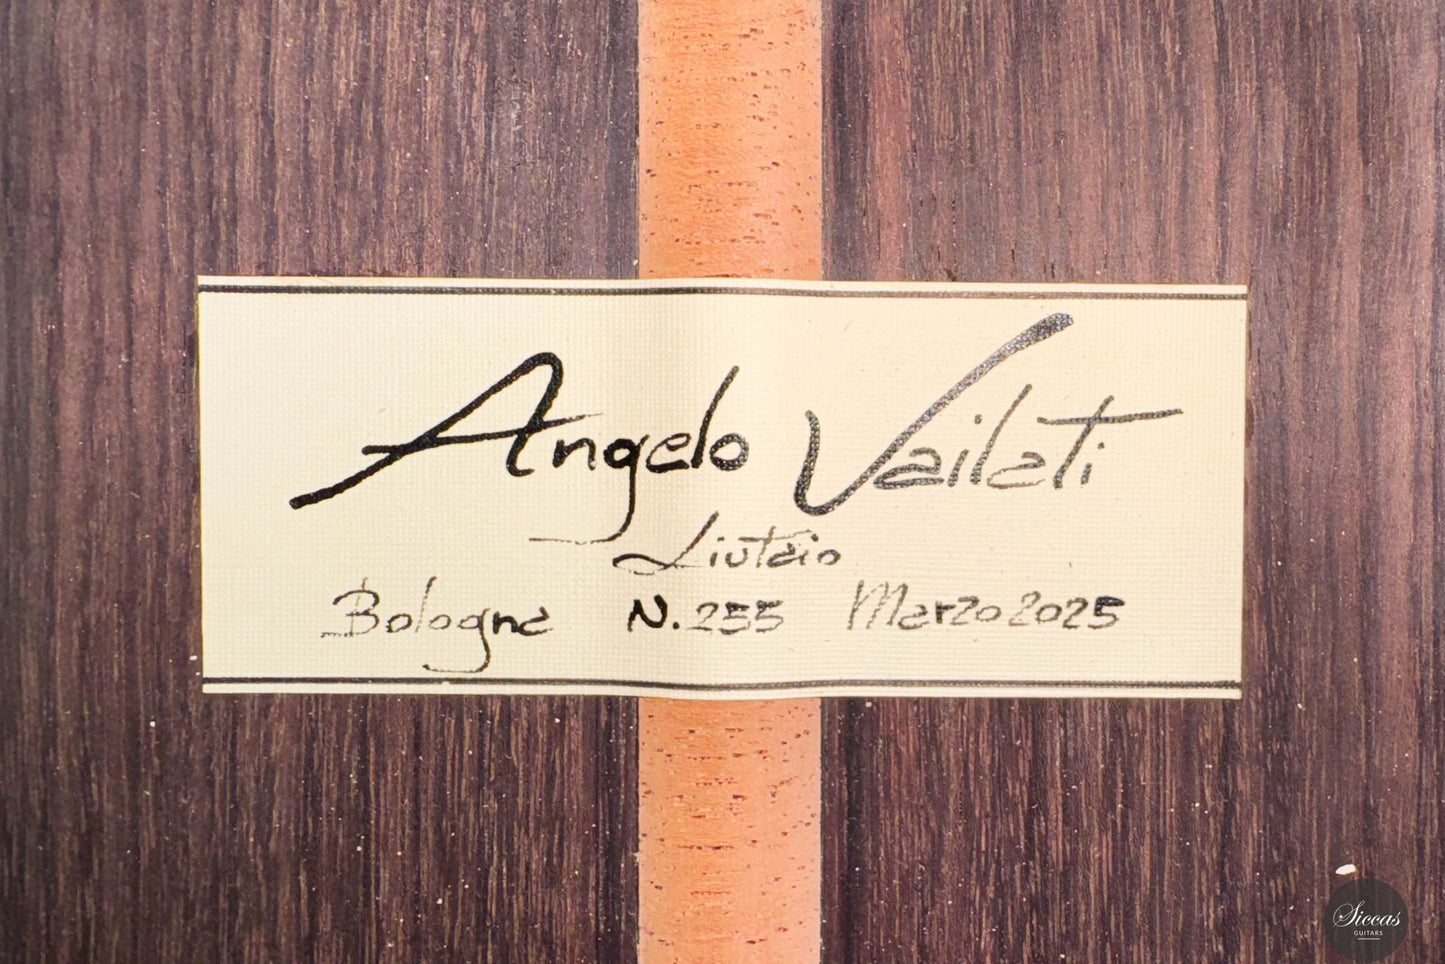 Angelo Vailati
Liutaio
Bologna N. 255 Marzo 2025
Siccas
GUITARS